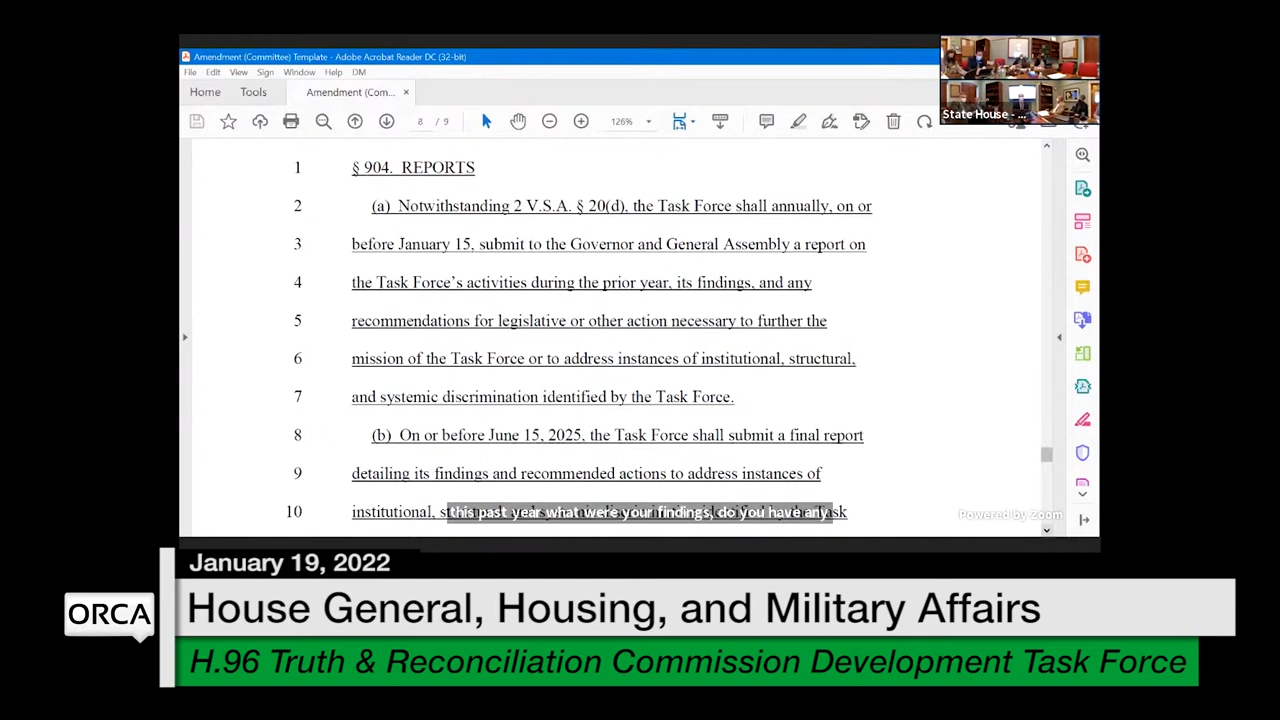 Amendment (Committee) Template - Adobe Acrobat Reader DC (32-bit)
File Edit View Sign Window Help DM
Home Tools Amendment (Com... ×
8 / 9 126%
State House - ...
1 § 904. REPORTS
2 (a) Notwithstanding 2 V.S.A. § 20(d), the Task Force shall annually, on or
3 before January 15, submit to the Governor and General Assembly a report on
4 the Task Force’s activities during the prior year, its findings, and any
5 recommendations for legislative or other action necessary to further the
6 mission of the Task Force or to address instances of institutional, structural,
7 and systemic discrimination identified by the Task Force.
8 (b) On or before June 15, 2025, the Task Force shall submit a final report
9 detailing its findings and recommended actions to address instances of
10 institutional, Task
this past year what were your findings, do you have any
Powered by Zoom
January 19, 2022
ORCA
House General, Housing, and Military Affairs
H.96 Truth & Reconciliation Commission Development Task Force